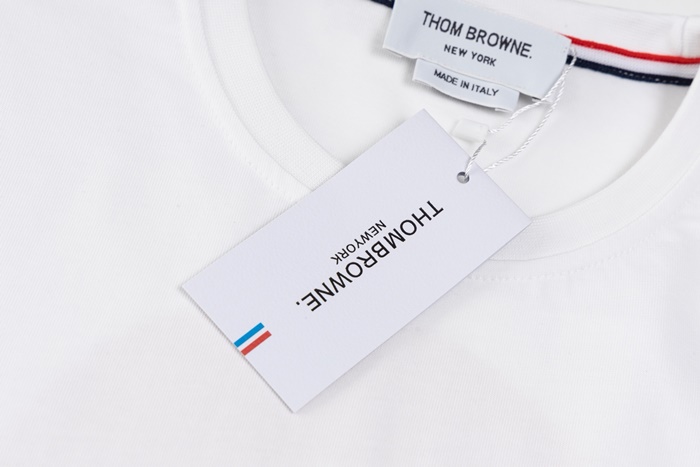 THOM BROWNE.
NEW YORK
MADE IN ITALY
THOMBROWNE.
NEWYORK